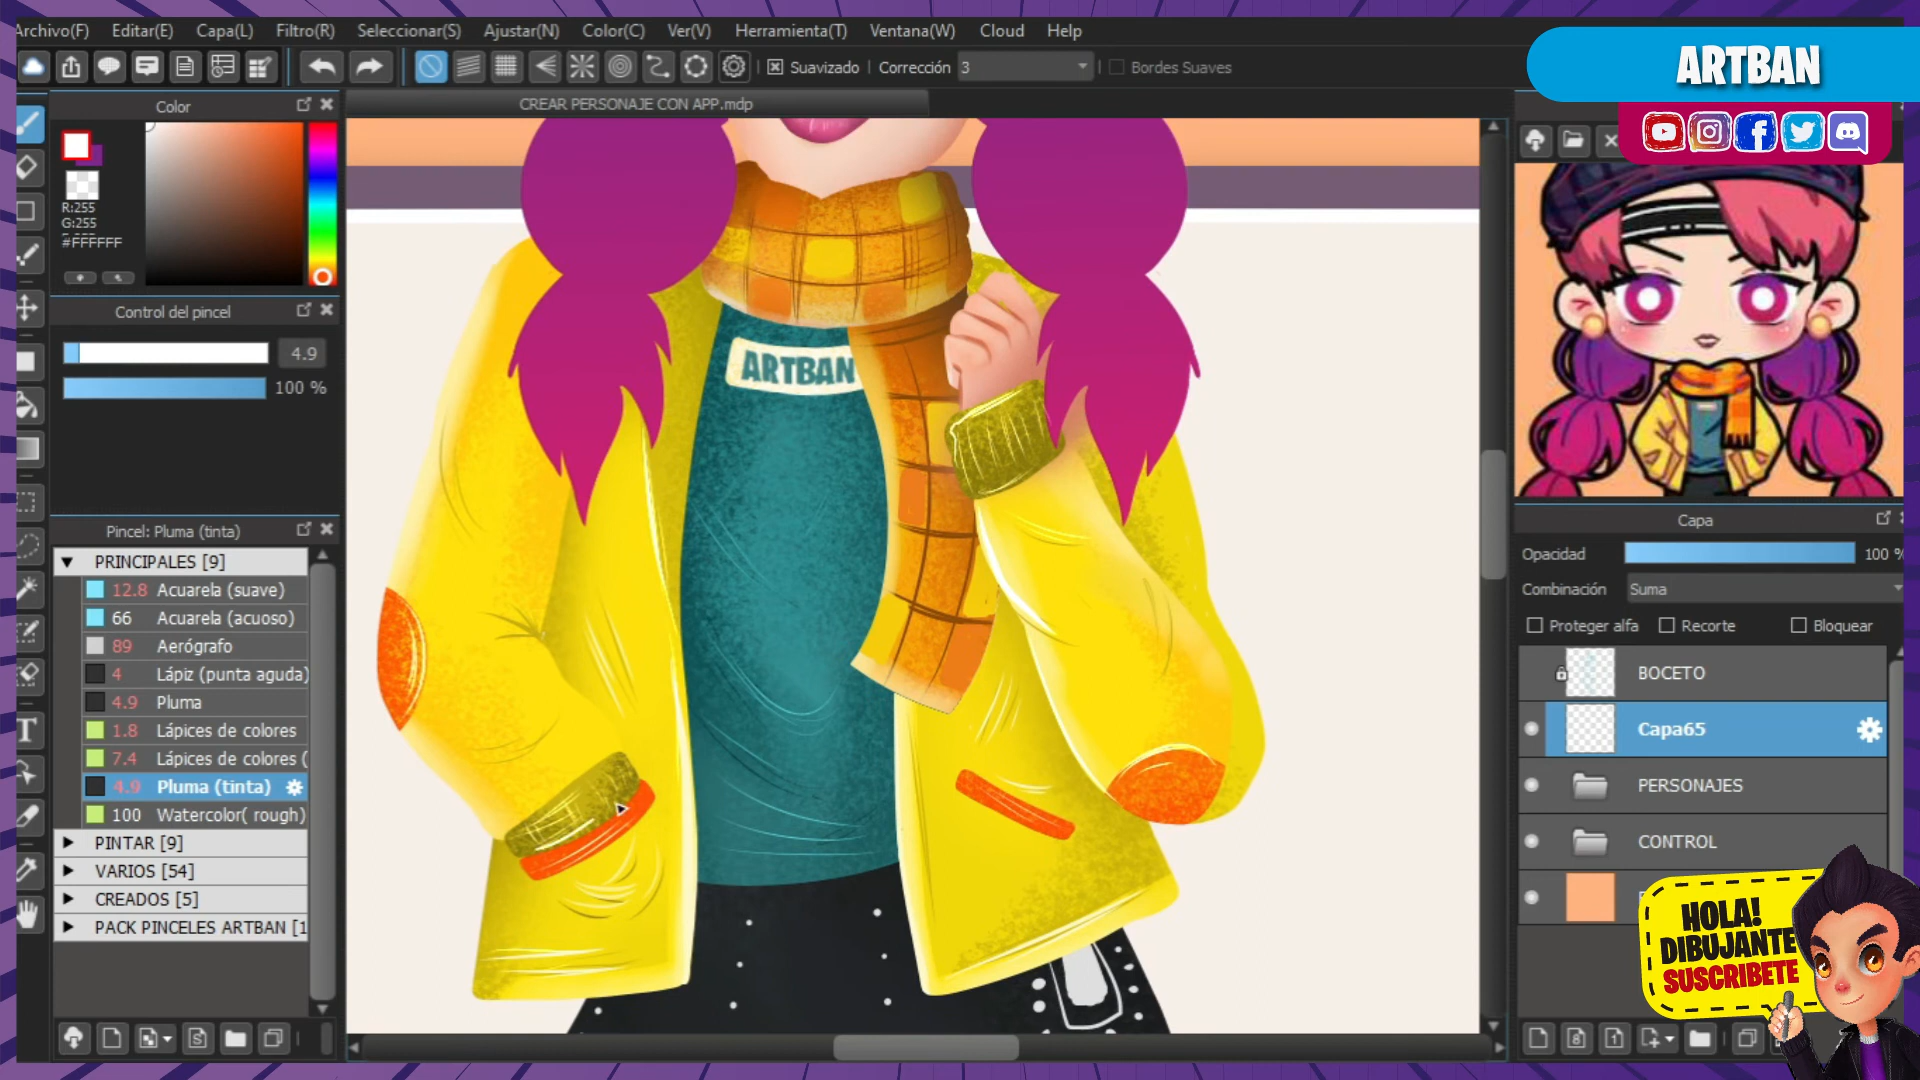 Archivo(F) Editar(E) Capa(L) Filtro(R) Seleccionar(S) Ajustar(N) Color(C) Ver(V) Herramienta(T) Ventana(W) Cloud Help
ARTBAN
Suavizado Corrección 3 Bordes Suaves
Color
CREAR PERSONAJE CON APP.mdp
R:255
G:255
#FFFFFF
Control del pincel
4.9
100 %
ARTBAN
Pincel: Pluma (tinta)
PRINCIPALES [9]
12.8 Acuarela (suave)
66 Acuarela (acuoso)
89 Aerógrafo
4 Lápiz (punta aguda)
4.9 Pluma
1.8 Lápices de colores
7.4 Lápices de colores (
4.9 Pluma (tinta)
100 Watercolor( rough)
PINTAR [9]
VARIOS [54]
CREADOS [5]
PACK PINCELES ARTBAN [1
Capa
Opacidad 100 %
Combinación Suma
Proteger alfa Recorte Bloquear
BOCETO
Capa65
PERSONAJES
CONTROL
HOLA!
DIBUJANTE
SUSCRIBETE